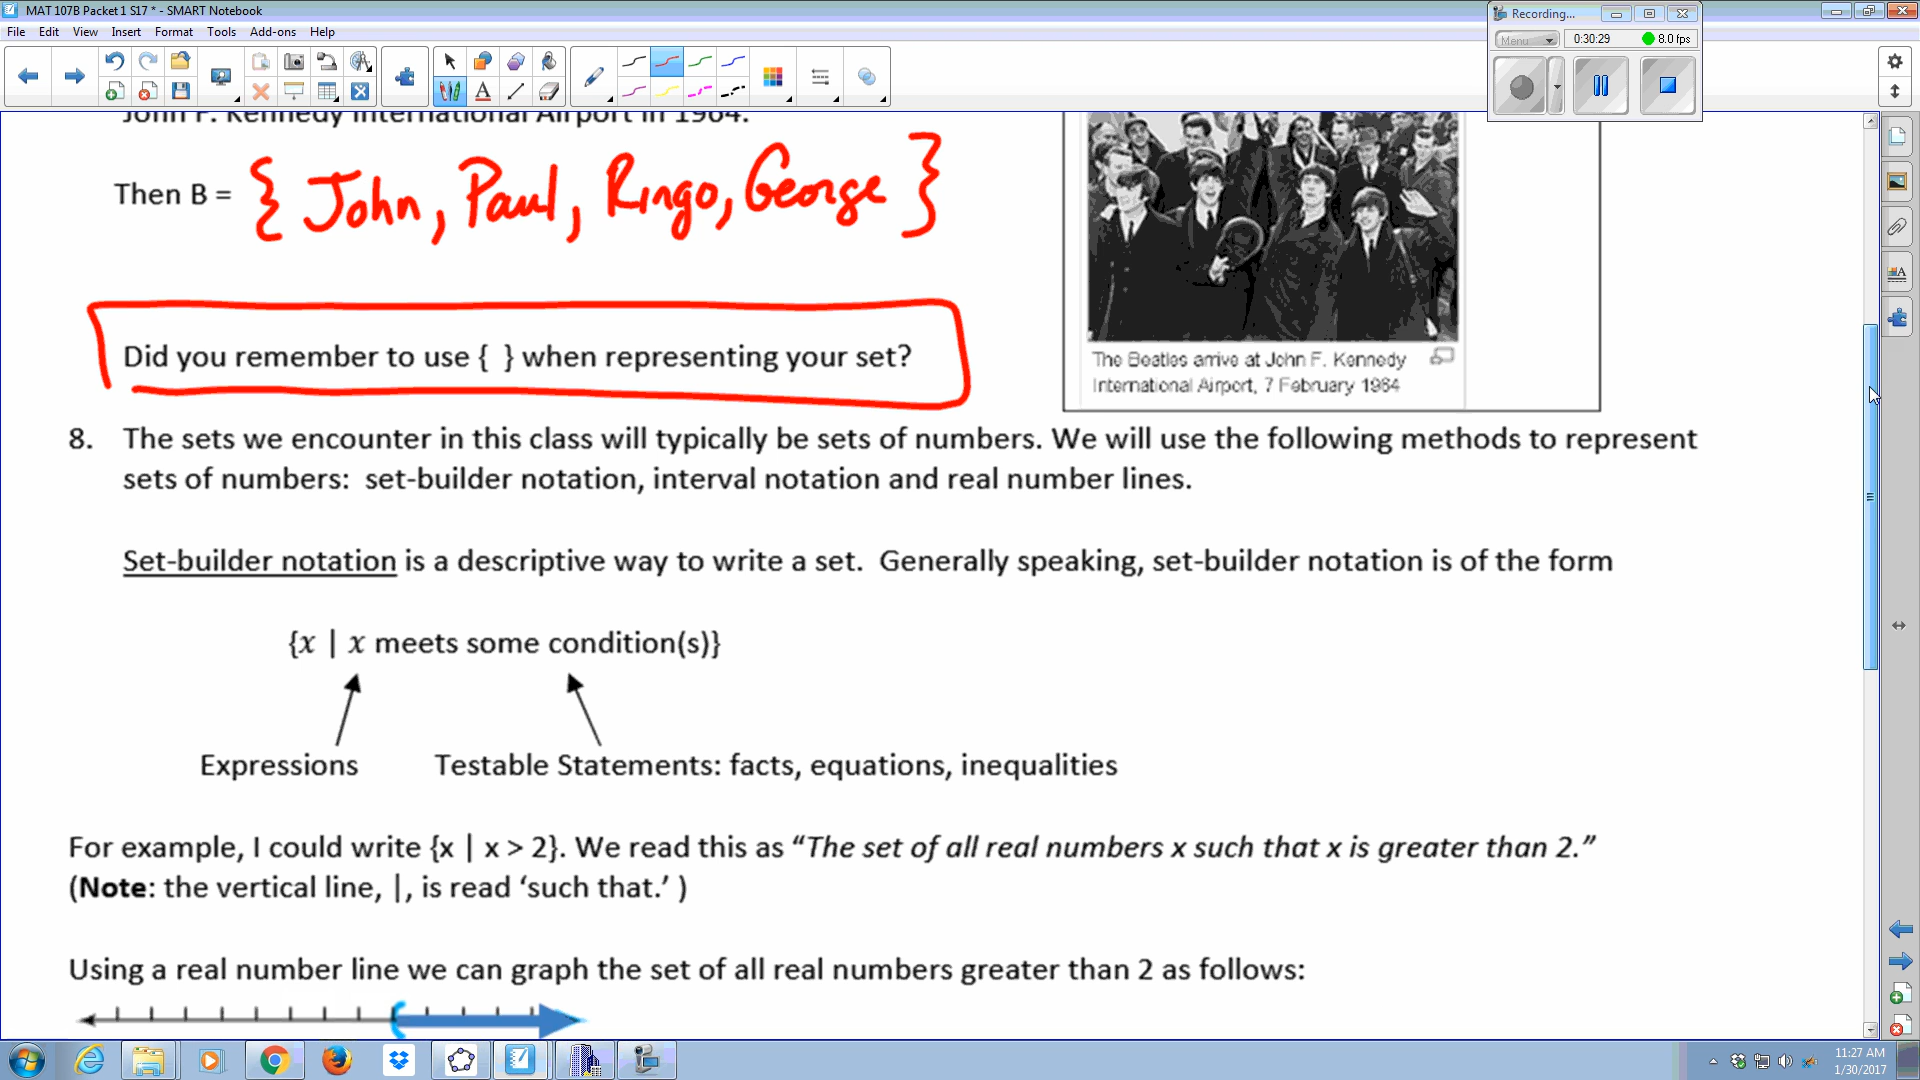 MAT 107B Packet 1 S17 * - SMART Notebook
File Edit View Insert Format Tools Add-ons Help
Recording...
Menu 0:30:29 8.0 fps
John F. Kennedy International Airport in 1964.
Then B = { John, Paul, Ringo, George }
Did you remember to use { } when representing your set?
The Beatles arrive at John F. Kennedy
International Airport, 7 February 1964
8. The sets we encounter in this class will typically be sets of numbers. We will use the following methods to represent
sets of numbers: set-builder notation, interval notation and real number lines.
Set-builder notation is a descriptive way to write a set. Generally speaking, set-builder notation is of the form
{x | x meets some condition(s)}
Expressions Testable Statements: facts, equations, inequalities
For example, I could write {x | x > 2}. We read this as “The set of all real numbers x such that x is greater than 2.”
(Note: the vertical line, |, is read ‘such that.’ )
Using a real number line we can graph the set of all real numbers greater than 2 as follows:
11:27 AM
1/30/2017